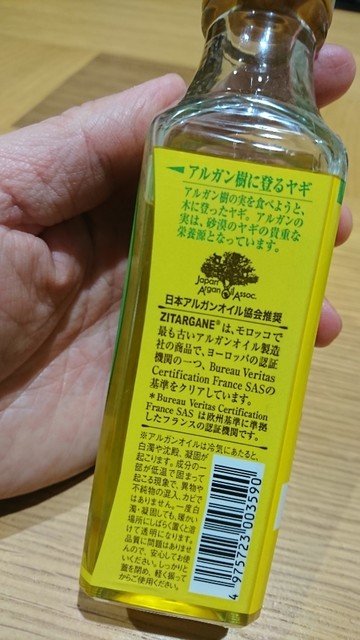 アルガン樹に登るヤギ
アルガン樹の実を食べようと、
木に登ったヤギ。アルガンの
実は、砂漠のヤギの貴重な
栄養源となっています。
Japan
Argan Oil Assoc.
日本アルガンオイル協会推奨
ZITARGANE®は、モロッコで
最も古いアルガンオイル製造
社の商品で、ヨーロッパの認証
機関の一つ、Bureau Veritas
Certification France SASの
基準をクリアしています。
*Bureau Veritas Certification
France SAS は欧州基準に準拠
したフランスの認証機関です。
※アルガンオイルは冷気にあたると、
白濁や沈殿、凝固が
起こります。成分の一
部が低温で固まって
起こる現象で、異物や
不純物の混入、カビで
はありません。一度白
濁・凝固しても、暖かい
場所にしばらく置くと溶
けて透明になります。
品質に問題はありませ
んので、安心してお使
いください。しっかりと
蓋を閉め、軽く振って
からご使用ください。
4975723003590